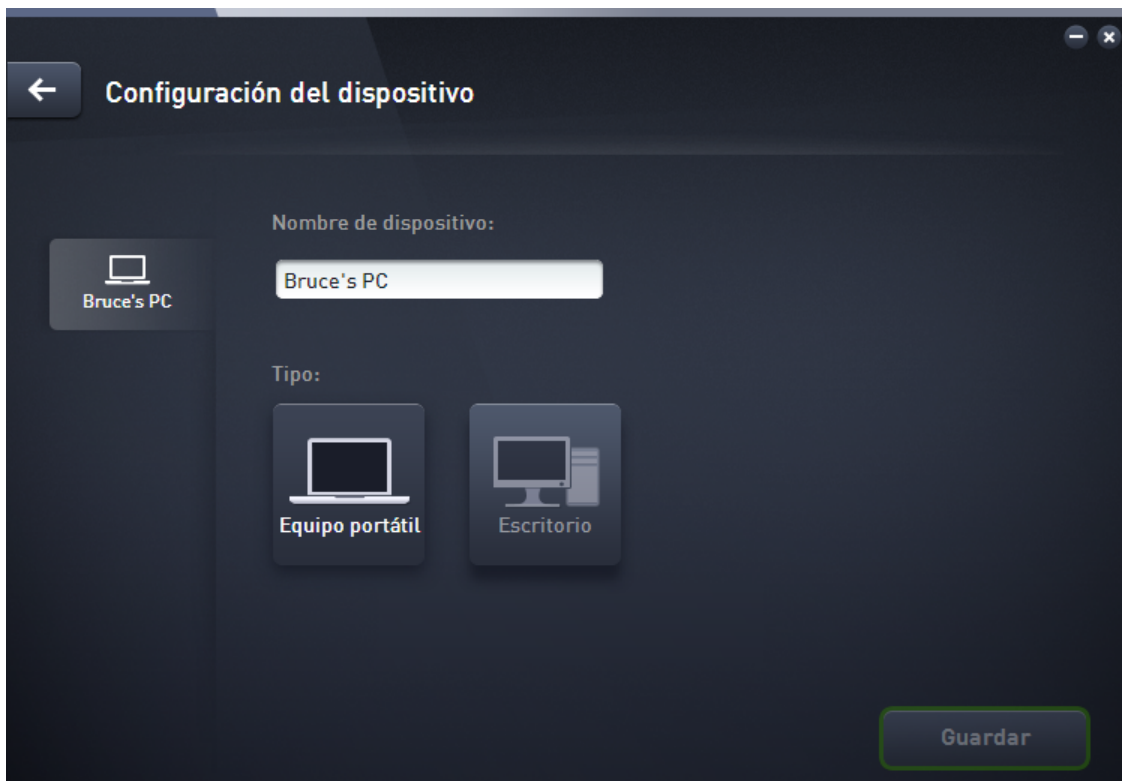 Configuración del dispositivo
Nombre de dispositivo:
Bruce's PC
Bruce's PC
Tipo:
Equipo portátil
Escritorio
Guardar